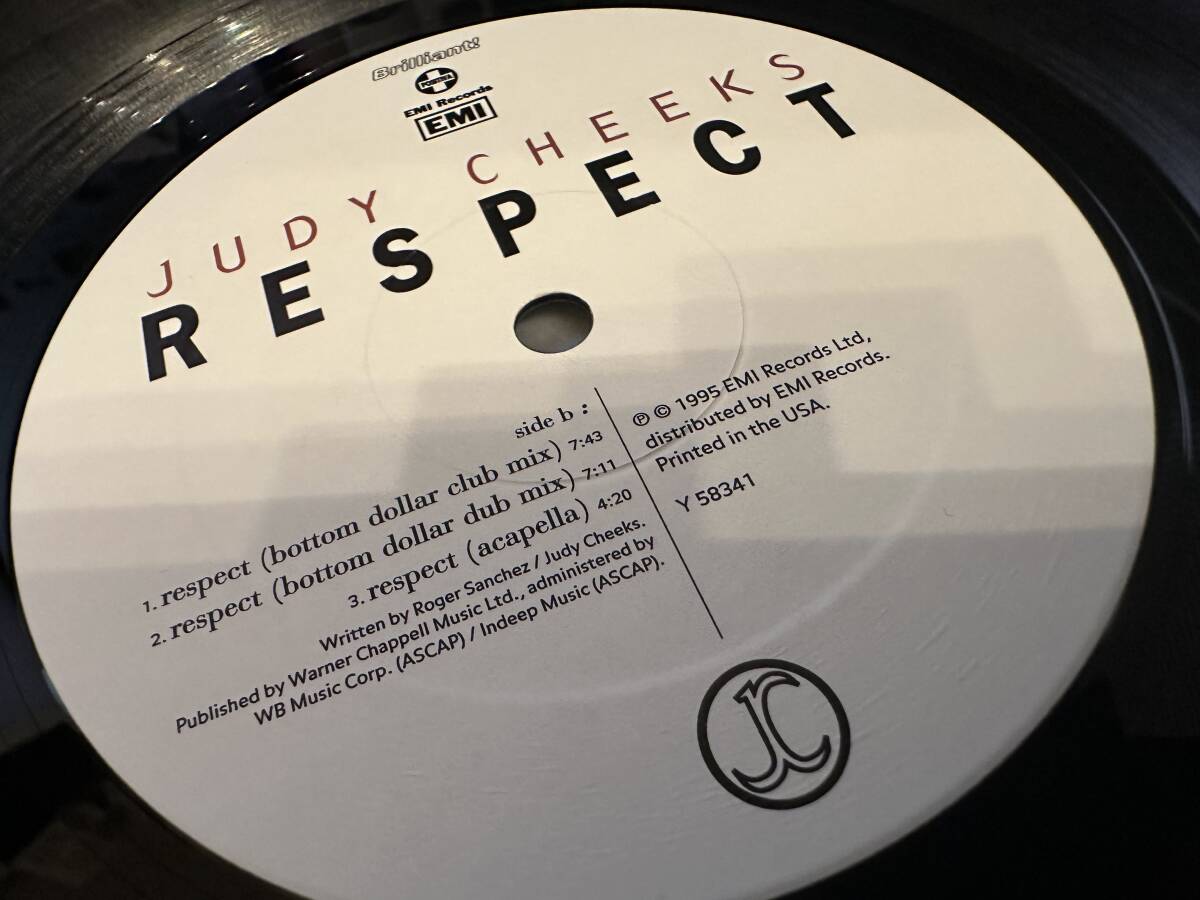 Brilliant!
POSITIVA
EMI Records
EMI
JUDY CHEEKS
RESPECT
side b :
1. respect (bottom dollar club mix) 7:43
2. respect (bottom dollar dub mix) 7:11
3. respect (acapella) 4:20
Written by Roger Sanchez / Judy Cheeks.
Published by Warner Chappell Music Ltd., administered by
WB Music Corp. (ASCAP) / Indeep Music (ASCAP).
℗ © 1995 EMI Records Ltd,
distributed by EMI Records.
Printed in the USA.
Y 58341
JC